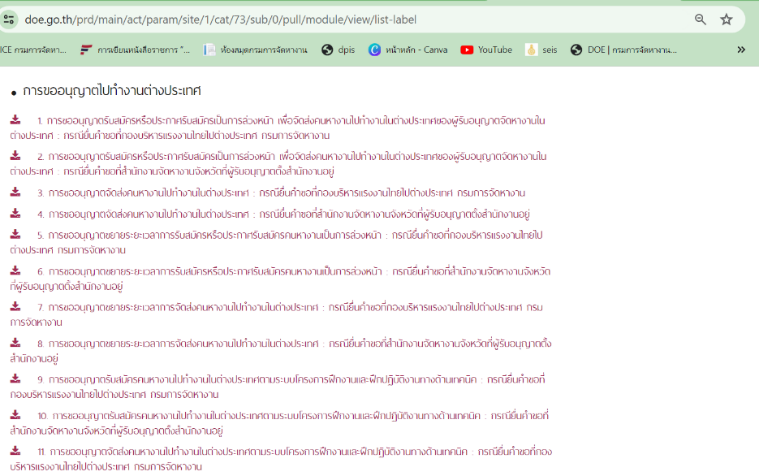 doe.go.th/prd/main/act/param/site/1/cat/73/sub/0/pull/module/view/list-label
ICE กรมการจัดหา... การเขียนหนังสือราชการ "... ห้องสมุดกรมการจัดหางาน dpis หน้าหลัก - Canva YouTube seis DOE | กรมการจัดหางาน... »
• การขออนุญาตไปทำงานต่างประเทศ
1. การขออนุญาตรับสมัครหรือประกาศรับสมัครเป็นการล่วงหน้า เพื่อจัดส่งคนหางานไปทำงานในต่างประเทศของผู้รับอนุญาตจัดหางานใน
ต่างประเทศ : กรณียื่นคำขอที่กองบริหารแรงงานไทยไปต่างประเทศ กรมการจัดหางาน
2. การขออนุญาตรับสมัครหรือประกาศรับสมัครเป็นการล่วงหน้า เพื่อจัดส่งคนหางานไปทำงานในต่างประเทศของผู้รับอนุญาตจัดหางานใน
ต่างประเทศ : กรณียื่นคำขอที่สำนักงานจัดหางานจังหวัดที่ผู้รับอนุญาตตั้งสำนักงานอยู่
3. การขออนุญาตจัดส่งคนหางานไปทำงานในต่างประเทศ : กรณียื่นคำขอที่กองบริหารแรงงานไทยไปต่างประเทศ กรมการจัดหางาน
4. การขออนุญาตจัดส่งคนหางานไปทำงานในต่างประเทศ : กรณียื่นคำขอที่สำนักงานจัดหางานจังหวัดที่ผู้รับอนุญาตตั้งสำนักงานอยู่
5. การขออนุญาตขยายระยะเวลาการรับสมัครหรือประกาศรับสมัครคนหางานเป็นการล่วงหน้า : กรณียื่นคำขอที่กองบริหารแรงงานไทยไป
ต่างประเทศ กรมการจัดหางาน
6. การขออนุญาตขยายระยะเวลาการรับสมัครหรือประกาศรับสมัครคนหางานเป็นการล่วงหน้า : กรณียื่นคำขอที่สำนักงานจัดหางานจังหวัด
ที่ผู้รับอนุญาตตั้งสำนักงานอยู่
7. การขออนุญาตขยายระยะเวลาการจัดส่งคนหางานไปทำงานในต่างประเทศ : กรณียื่นคำขอที่กองบริหารแรงงานไทยไปต่างประเทศ กรม
การจัดหางาน
8. การขออนุญาตขยายระยะเวลาการจัดส่งคนหางานไปทำงานในต่างประเทศ : กรณียื่นคำขอที่สำนักงานจัดหางานจังหวัดที่ผู้รับอนุญาตตั้ง
สำนักงานอยู่
9. การขออนุญาตรับสมัครคนหางานไปทำงานในต่างประเทศตามระบบโครงการฝึกงานและฝึกปฏิบัติงานทางด้านเทคนิค : กรณียื่นคำขอที่
กองบริหารแรงงานไทยไปต่างประเทศ กรมการจัดหางาน
10. การขออนุญาตรับสมัครคนหางานไปทำงานในต่างประเทศตามระบบโครงการฝึกงานและฝึกปฏิบัติงานทางด้านเทคนิค : กรณียื่นคำขอที่
สำนักงานจัดหางานจังหวัดที่ผู้รับอนุญาตตั้งสำนักงานอยู่
11. การขออนุญาตจัดส่งคนหางานไปทำงานในต่างประเทศตามระบบโครงการฝึกงานและฝึกปฏิบัติงานทางด้านเทคนิค : กรณียื่นคำขอที่กอง
บริหารแรงงานไทยไปต่างประเทศ กรมการจัดหางาน